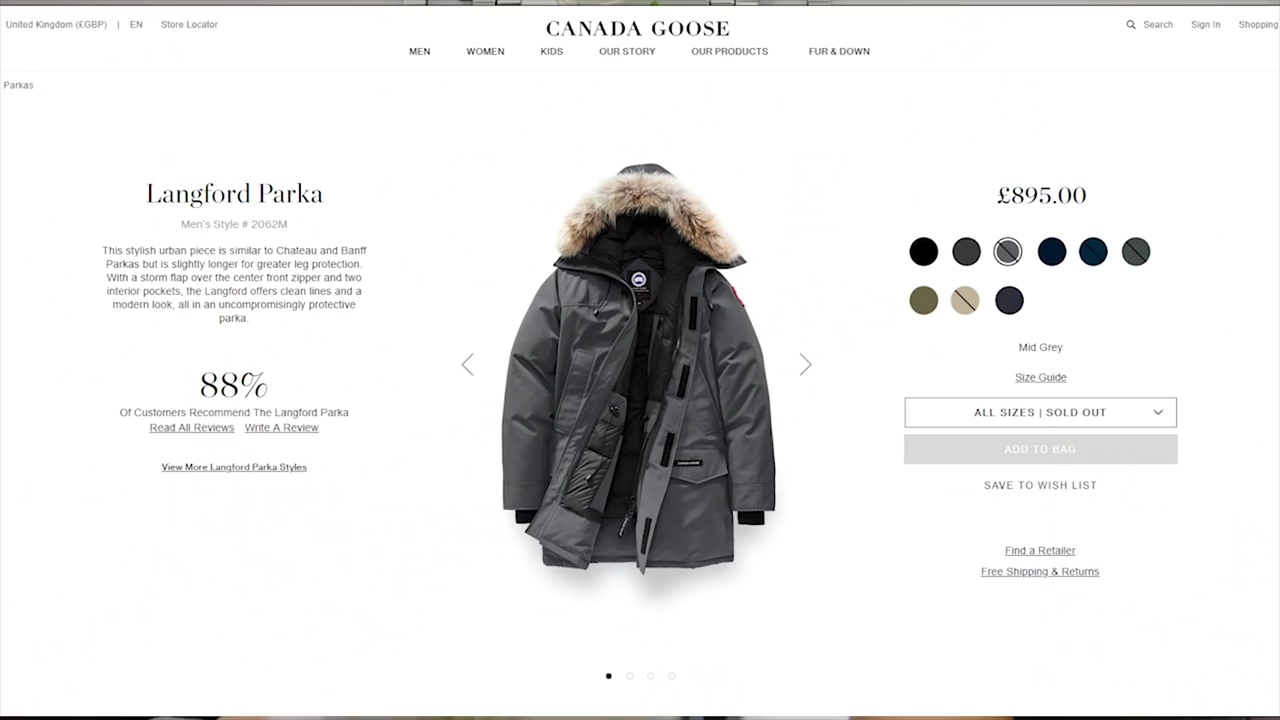 United Kingdom (£GBP) | EN Store Locator
CANADA GOOSE
Search Sign In Shopping
MEN WOMEN KIDS OUR STORY OUR PRODUCTS FUR & DOWN
Parkas
Langford Parka
Men's Style # 2062M
This stylish urban piece is similar to Chateau and Banff
Parkas but is slightly longer for greater leg protection.
With a storm flap over the center front zipper and two
interior pockets, the Langford offers clean lines and a
modern look, all in an uncompromisingly protective
parka.
88%
Of Customers Recommend The Langford Parka
Read All Reviews Write A Review
View More Langford Parka Styles
CANADA GOOSE
£895.00
Mid Grey
Size Guide
ALL SIZES | SOLD OUT
ADD TO BAG
SAVE TO WISH LIST
Find a Retailer
Free Shipping & Returns